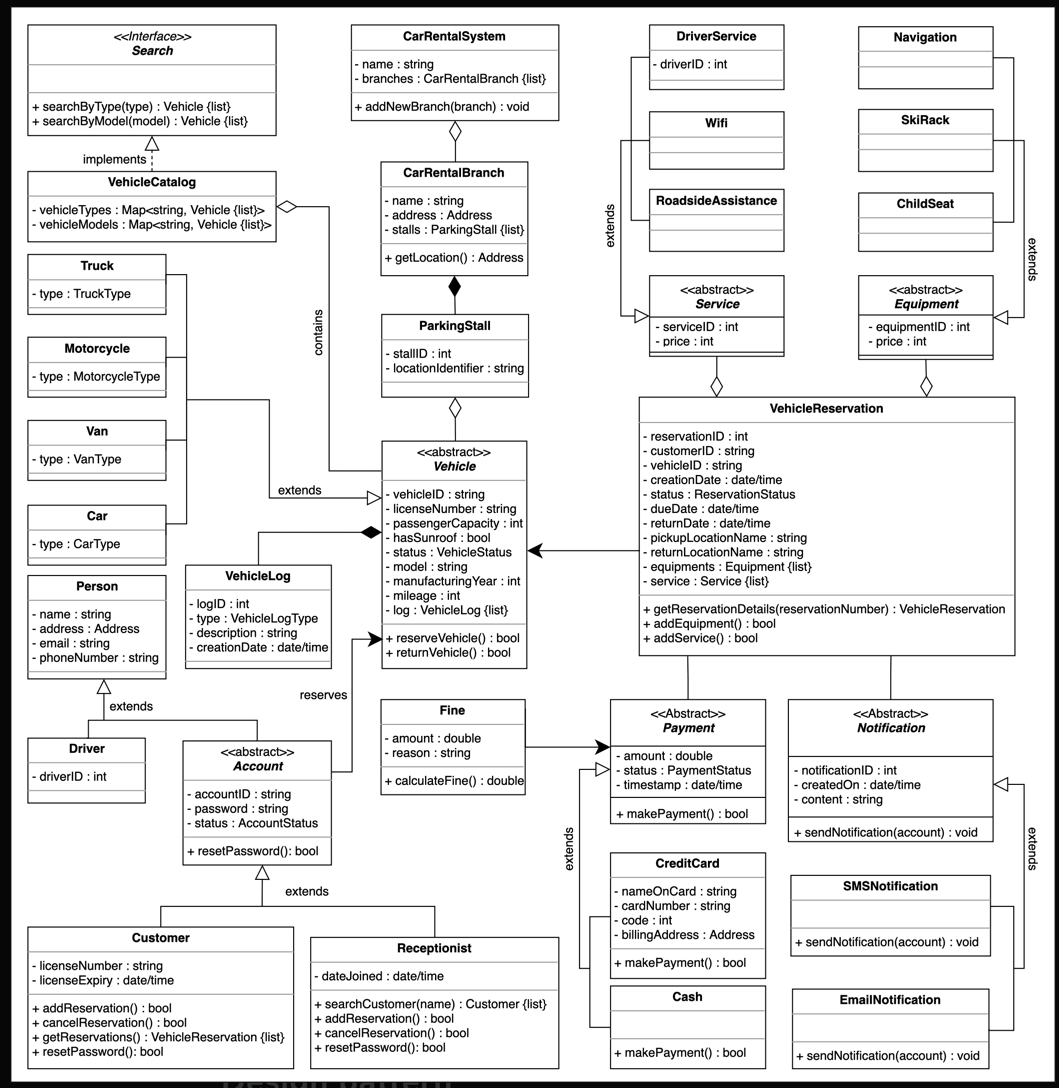 <<Interface>>
Search
+ searchByType(type) : Vehicle {list}
+ searchByModel(model) : Vehicle {list}
implements
VehicleCatalog
- vehicleTypes : Map<string, Vehicle {list}>
- vehicleModels : Map<string, Vehicle {list}>
Truck
- type : TruckType
Motorcycle
- type : MotorcycleType
Van
- type : VanType
Car
- type : CarType
extends
contains
CarRentalSystem
- name : string
- branches : CarRentalBranch {list}
+ addNewBranch(branch) : void
CarRentalBranch
- name : string
- address : Address
- stalls : ParkingStall {list}
+ getLocation() : Address
ParkingStall
- stallID : int
- locationIdentifier : string
<<abstract>>
Vehicle
- vehicleID : string
- licenseNumber : string
- passengerCapacity : int
- hasSunroof : bool
- status : VehicleStatus
- model : string
- manufacturingYear : int
- mileage : int
- log : VehicleLog {list}
+ reserveVehicle() : bool
+ returnVehicle() : bool
DriverService
- driverID : int
Wifi
RoadsideAssistance
extends
<<abstract>>
Service
- serviceID : int
- price : int
Navigation
SkiRack
ChildSeat
extends
<<abstract>>
Equipment
- equipmentID : int
- price : int
VehicleReservation
- reservationID : int
- customerID : string
- vehicleID : string
- creationDate : date/time
- status : ReservationStatus
- dueDate : date/time
- returnDate : date/time
- pickupLocationName : string
- returnLocationName : string
- equipments : Equipment {list}
- service : Service {list}
+ getReservationDetails(reservationNumber) : VehicleReservation
+ addEquipment() : bool
+ addService() : bool
VehicleLog
- logID : int
- type : VehicleLogType
- description : string
- creationDate : date/time
Person
- name : string
- address : Address
- email : string
- phoneNumber : string
extends
reserves
Driver
- driverID : int
<<abstract>>
Account
- accountID : string
- password : string
- status : AccountStatus
+ resetPassword(): bool
extends
Customer
- licenseNumber : string
- licenseExpiry : date/time
+ addReservation() : bool
+ cancelReservation() : bool
+ getReservations() : VehicleReservation {list}
+ resetPassword(): bool
Receptionist
- dateJoined : date/time
+ searchCustomer(name) : Customer {list}
+ addReservation() : bool
+ cancelReservation() : bool
+ resetPassword(): bool
Fine
- amount : double
- reason : string
+ calculateFine() : double
<<Abstract>>
Payment
- amount : double
- status : PaymentStatus
- timestamp : date/time
+ makePayment() : bool
extends
CreditCard
- nameOnCard : string
- cardNumber : string
- code : int
- billingAddress : Address
+ makePayment() : bool
Cash
+ makePayment() : bool
<<Abstract>>
Notification
- notificationID : int
- createdOn : date/time
- content : string
+ sendNotification(account) : void
extends
SMSNotification
+ sendNotification(account) : void
EmailNotification
+ sendNotification(account) : void
Design pattern